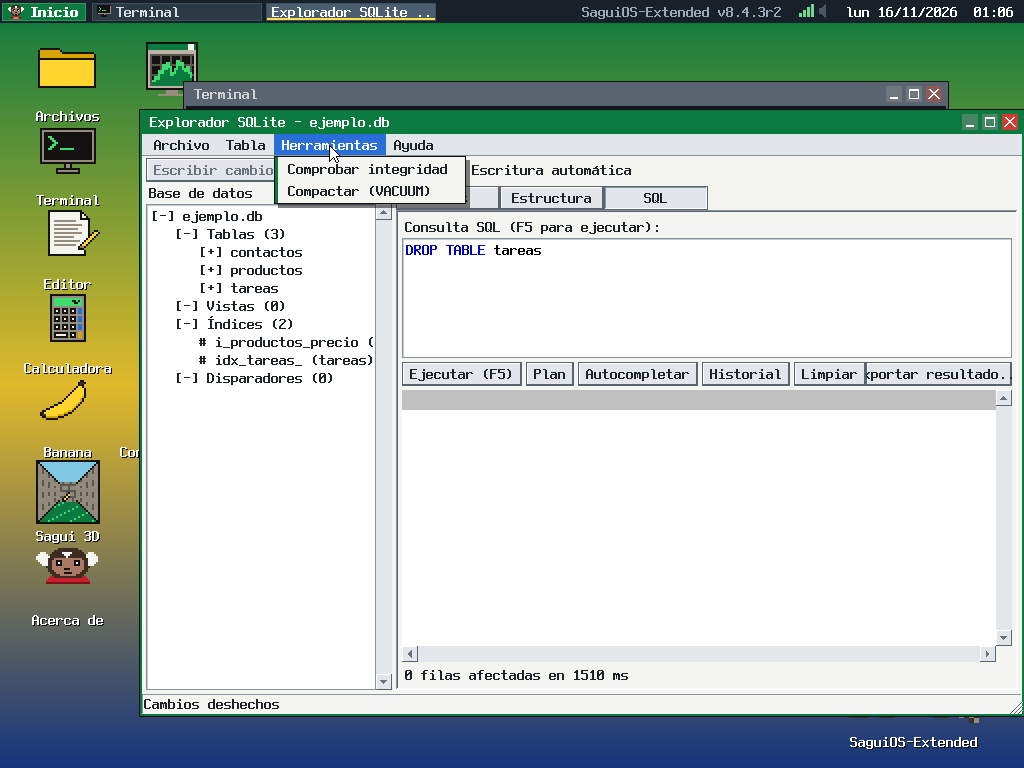 Inicio
Terminal
Explorador SQLite ..
SaguiOS-Extended v8.4.3r2
lun 16/11/2026 01:06
Archivos
Terminal
Editor
Calculadora
Banana
Sagui 3D
Acerca de
Terminal
Explorador SQLite - ejemplo.db
Archivo Tabla Herramientas Ayuda
Comprobar integridad
Compactar (VACUUM)
Escribir cambio
Escritura automática
Base de datos
Estructura
SQL
[-] ejemplo.db
[-] Tablas (3)
[+] contactos
[+] productos
[+] tareas
[-] Vistas (0)
[-] Índices (2)
# i_productos_precio (
# idx_tareas_ (tareas)
[-] Disparadores (0)
Consulta SQL (F5 para ejecutar):
DROP TABLE tareas
Ejecutar (F5)
Plan
Autocompletar
Historial
Limpiar
xportar resultado..
0 filas afectadas en 1510 ms
Cambios deshechos
SaguiOS-Extended